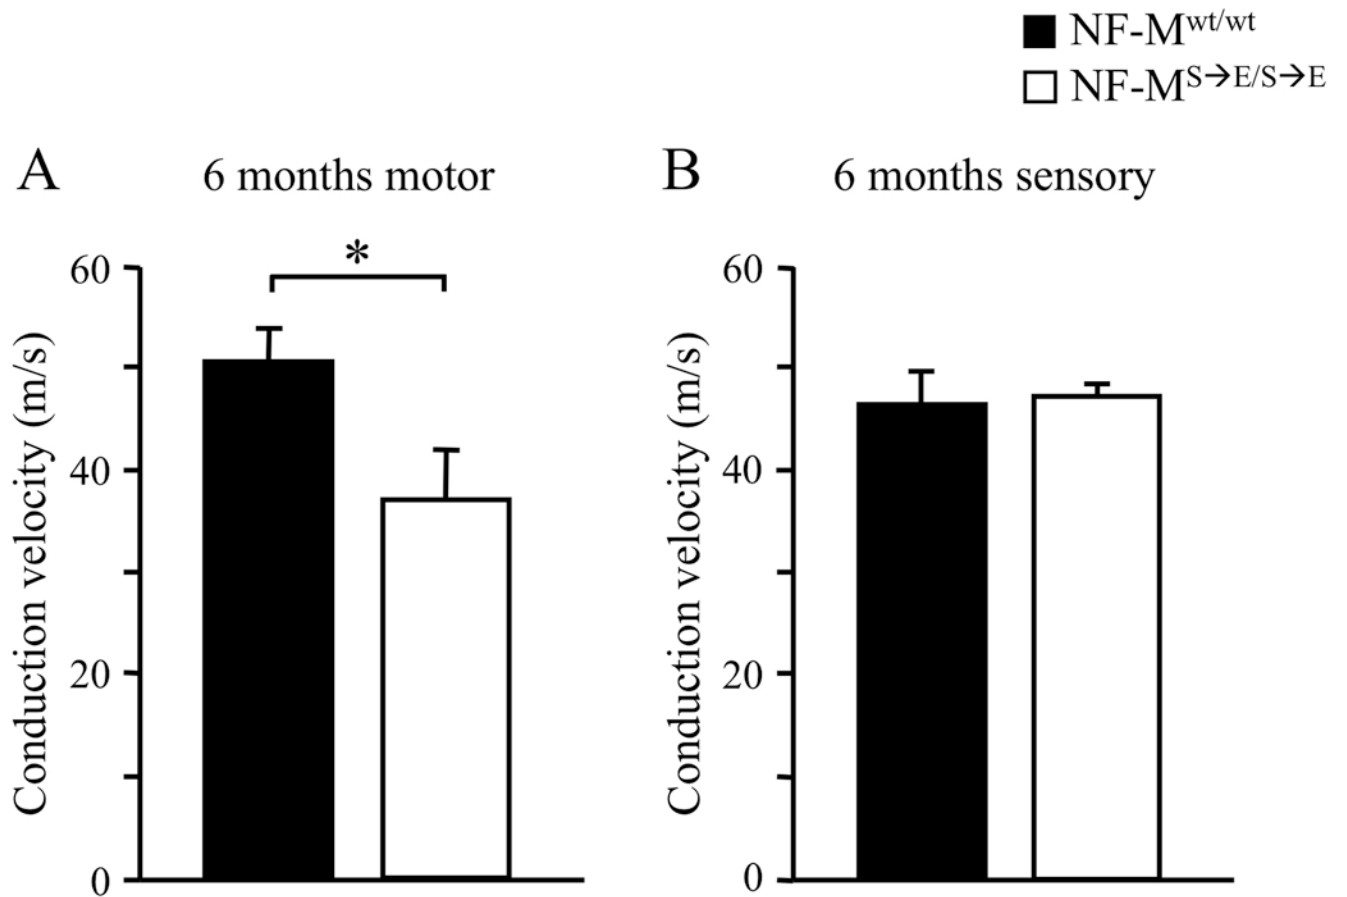 NF-Mwt/wt
NF-MS→E/S→E
A
6 months motor
B
6 months sensory
*
60
40
20
0
Conduction velocity (m/s)
60
40
20
0
Conduction velocity (m/s)